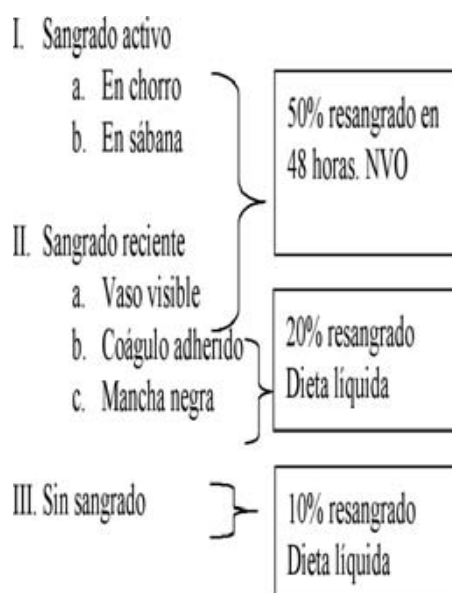 I. Sangrado activo
a. En chorro
b. En sábana
50% resangrado en
48 horas. NVO
II. Sangrado reciente
a. Vaso visible
b. Coágulo adherido
c. Mancha negra
20% resangrado
Dieta líquida
III. Sin sangrado
10% resangrado
Dieta líquida